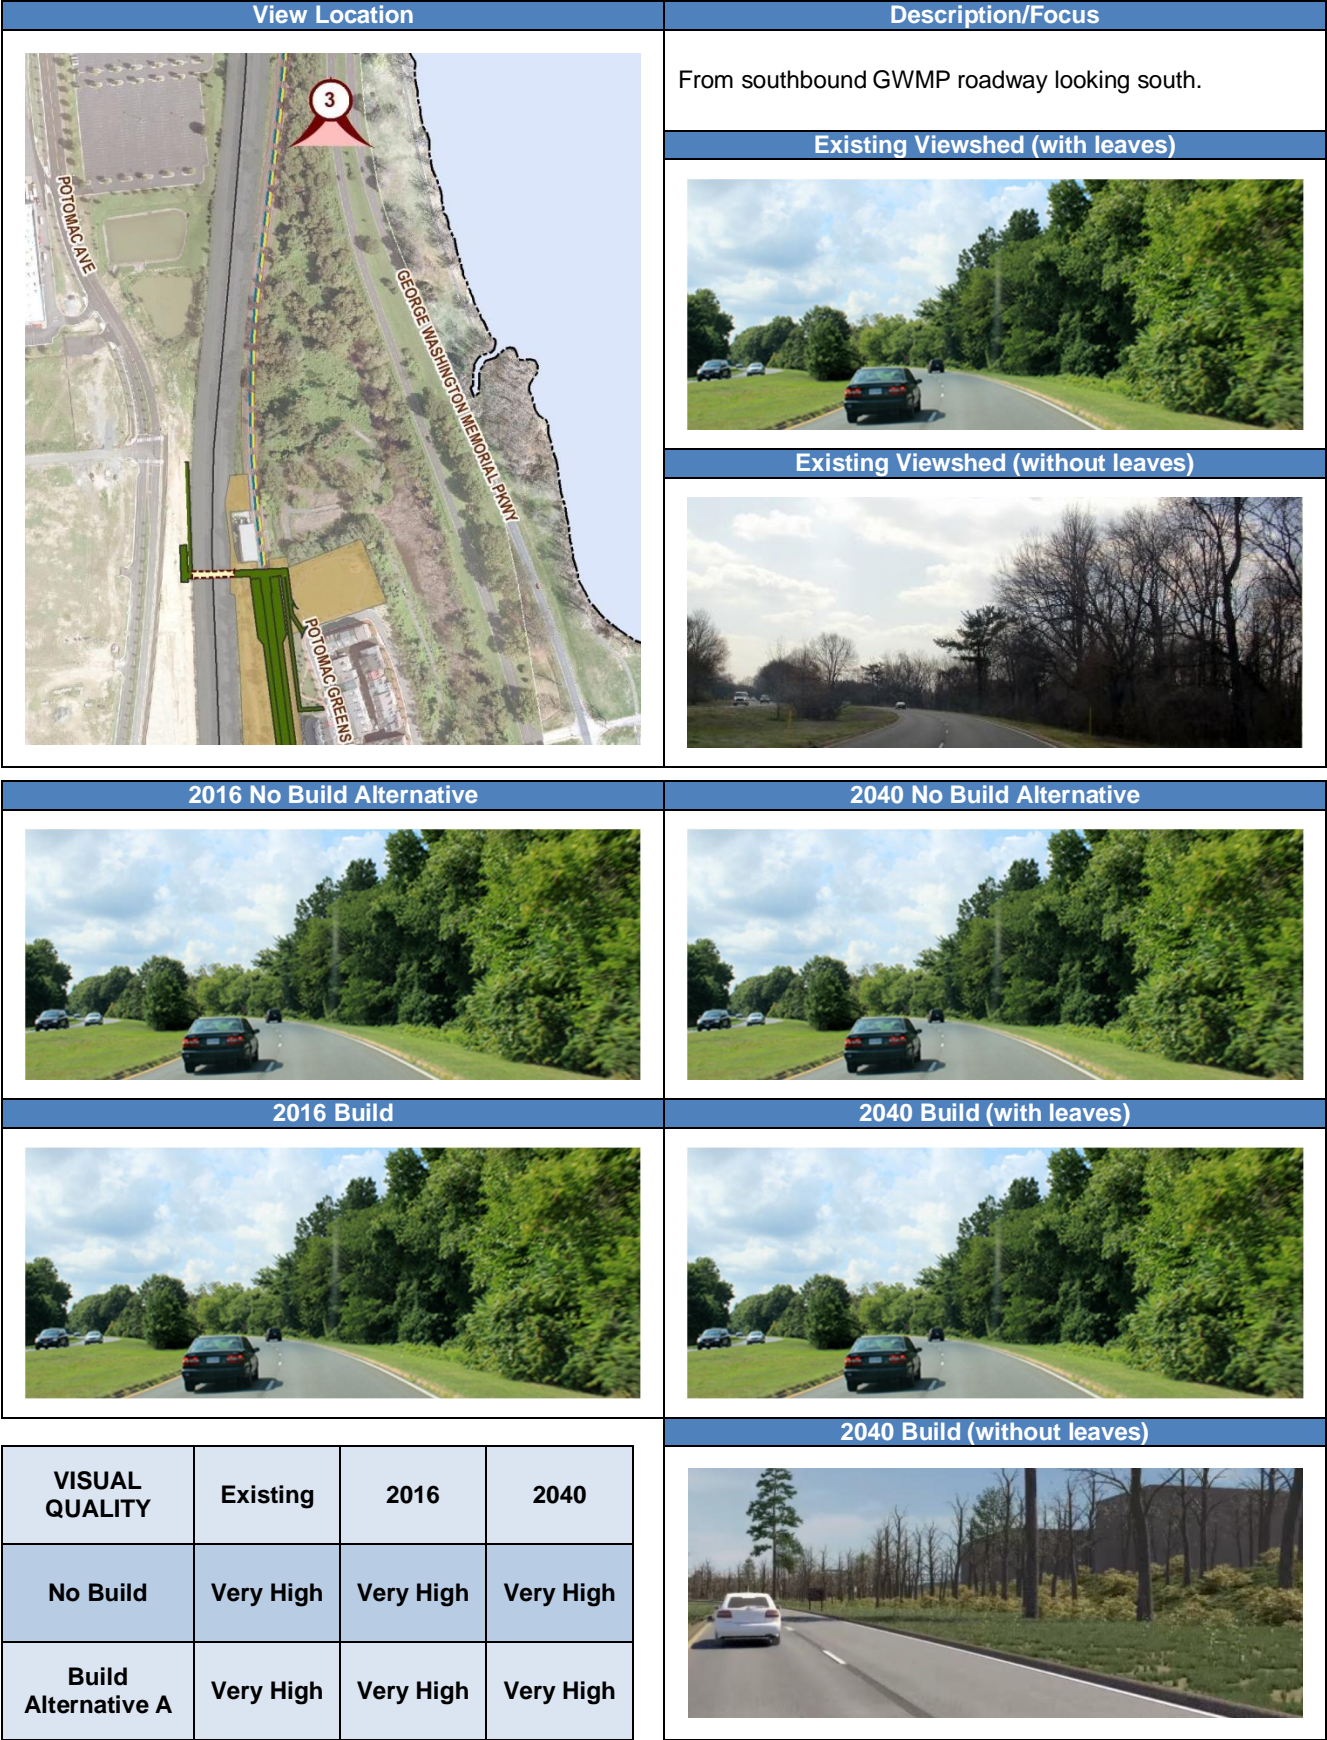 View Location
Description/Focus
3
POTOMAC AVE
GEORGE WASHINGTON MEMORIAL PKWY
POTOMAC GREENS
From southbound GWMP roadway looking south.
Existing Viewshed (with leaves)
Existing Viewshed (without leaves)
2016 No Build Alternative
2040 No Build Alternative
2016 Build
2040 Build (with leaves)
2040 Build (without leaves)
VISUAL
QUALITY
Existing
2016
2040
No Build
Very High
Very High
Very High
Build
Alternative A
Very High
Very High
Very High